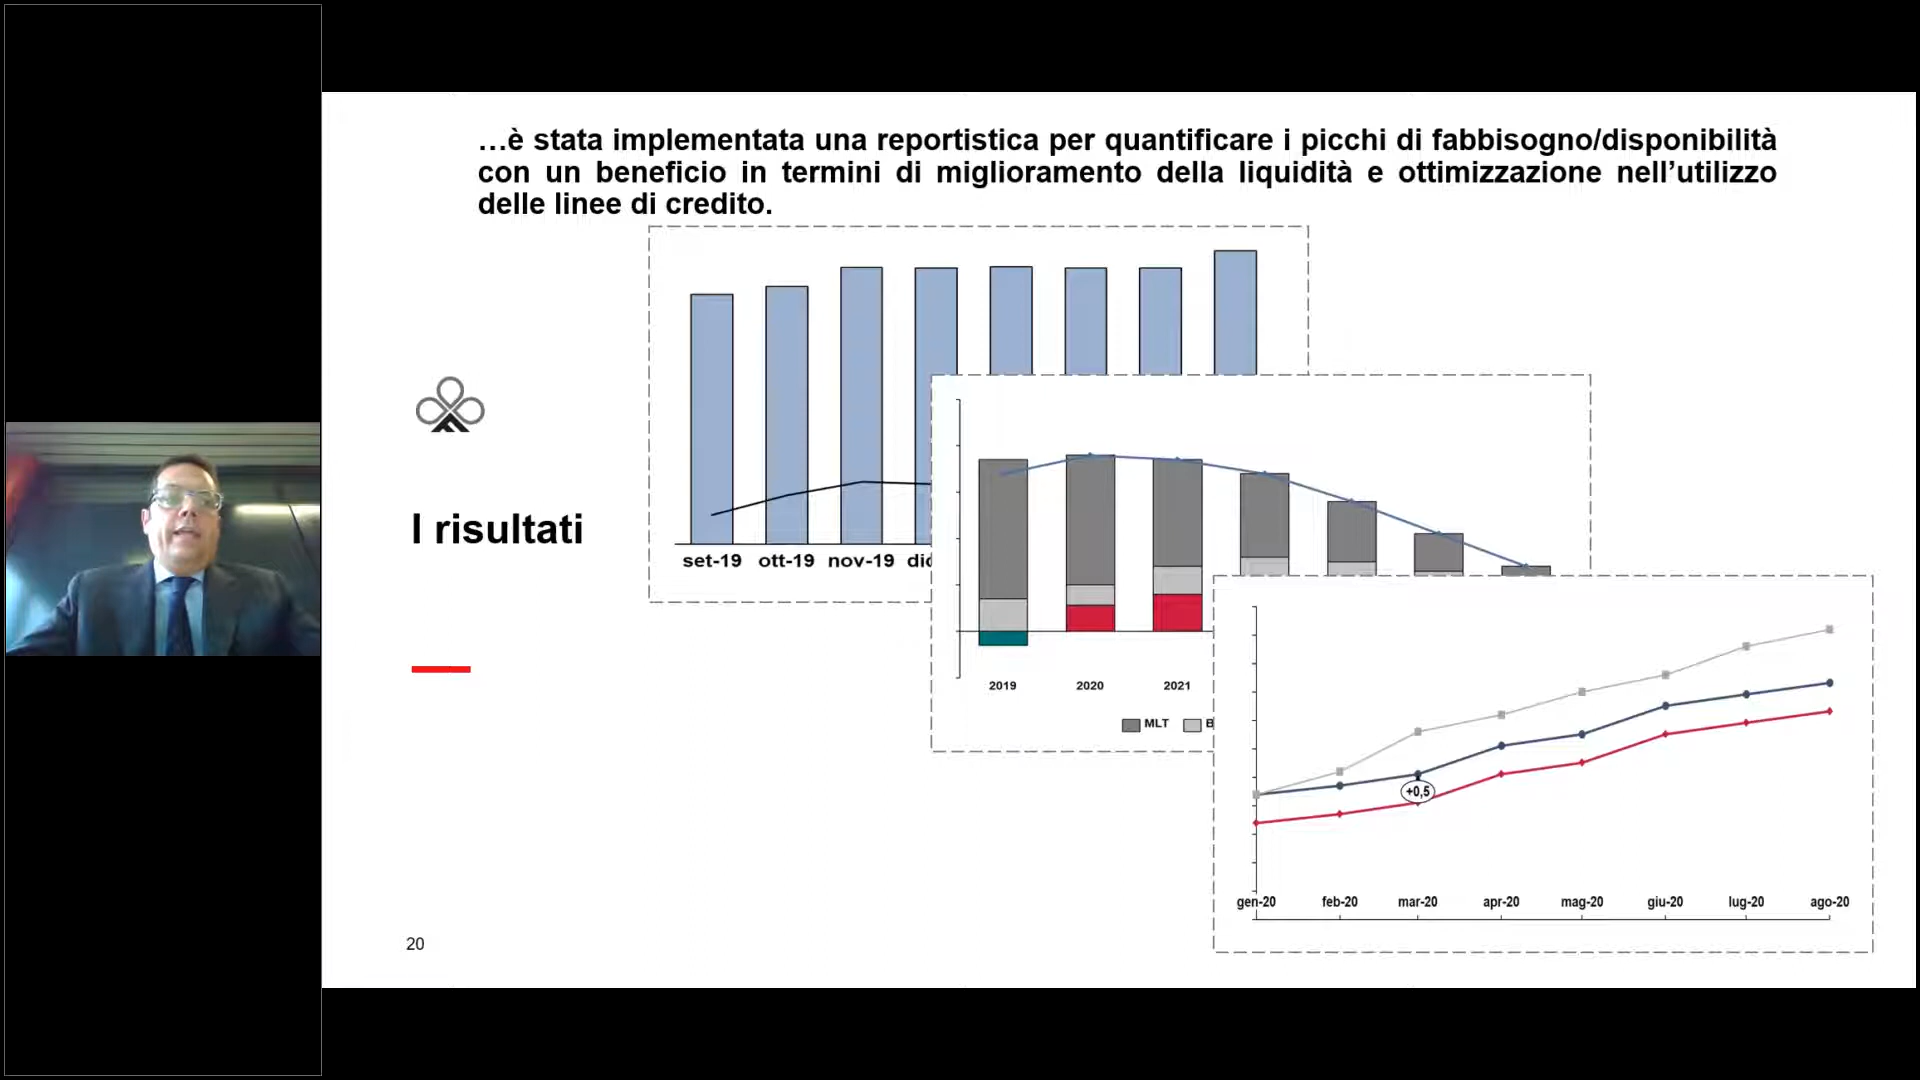 …è stata implementata una reportistica per quantificare i picchi di fabbisogno/disponibilità
con un beneficio in termini di miglioramento della liquidità e ottimizzazione nell’utilizzo
delle linee di credito.
I risultati
set-19 ott-19 nov-19 dic
2019 2020 2021
MLT B
+0,5
gen-20 feb-20 mar-20 apr-20 mag-20 giu-20 lug-20 ago-20
20